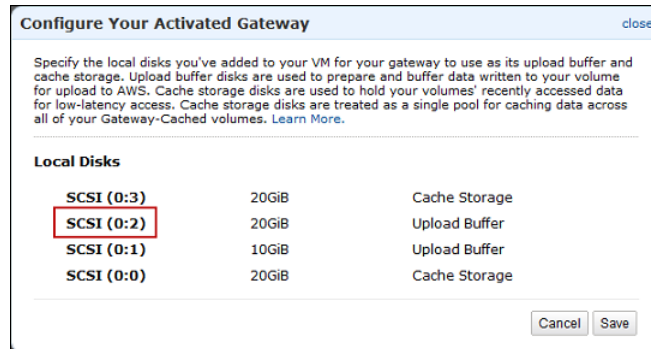 Configure Your Activated Gateway close
Specify the local disks you've added to your VM for your gateway to use as its upload buffer and
cache storage. Upload buffer disks are used to prepare and buffer data written to your volume
for upload to AWS. Cache storage disks are used to hold your volumes' recently accessed data
for low-latency access. Cache storage disks are treated as a single pool for caching data across
all of your Gateway-Cached volumes. Learn More.
Local Disks
SCSI (0:3) 20GiB Cache Storage
SCSI (0:2) 20GiB Upload Buffer
SCSI (0:1) 10GiB Upload Buffer
SCSI (0:0) 20GiB Cache Storage
Cancel Save